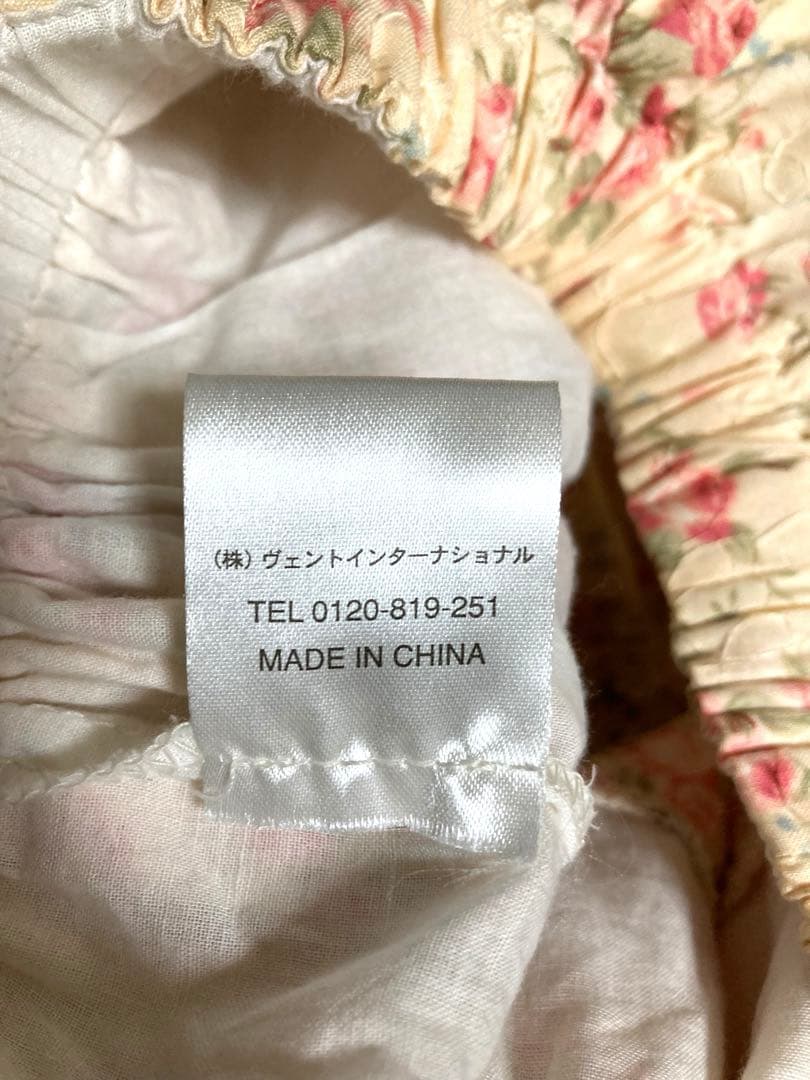 (株) ヴェントインターナショナル
TEL 0120-819-251
MADE IN CHINA